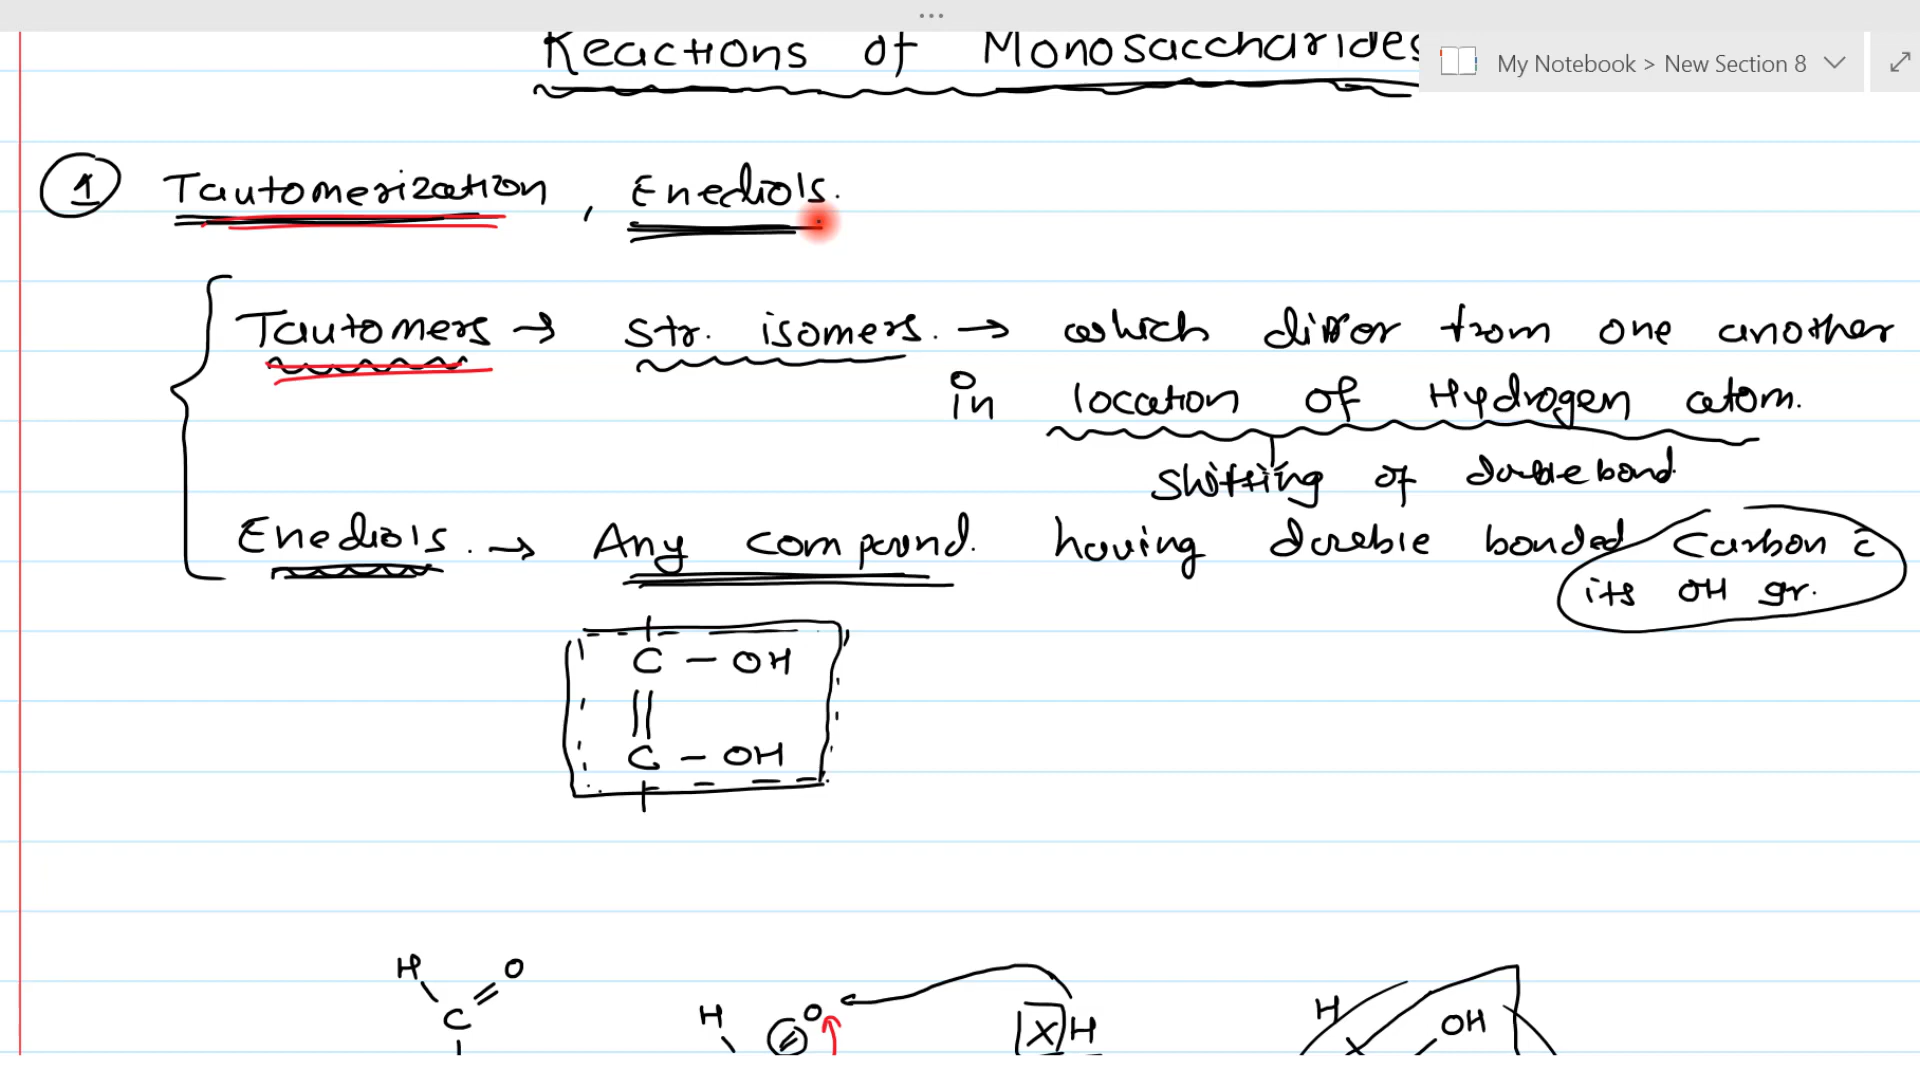 ...
Reactions of Monosaccharides
My Notebook > New Section 8
1 Tautomerization, Enediols.
Tautomers → str. isomers. → which differ from one another
in location of Hydrogen atom.
shifting of double bond
Enediols. → Any compound. having double bonded Carbon c̄
its OH gr.
C - OH
||
C - OH
H O
C
H O
X H
H OH